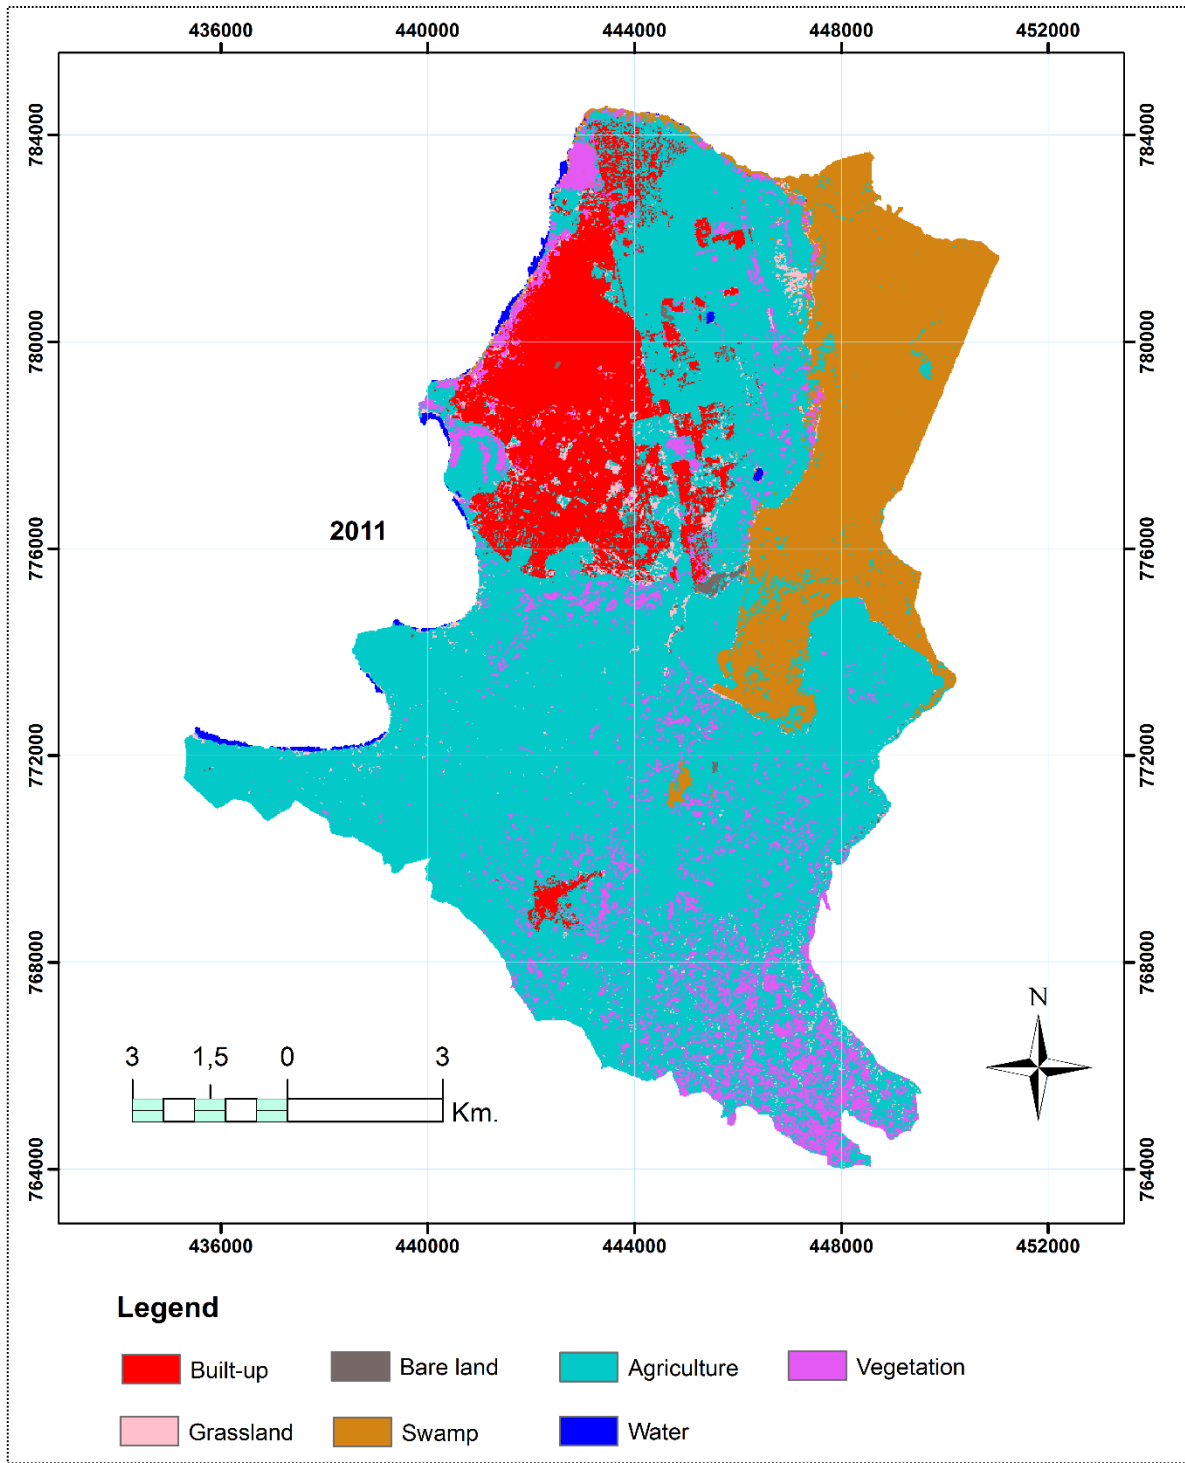 436000 440000 444000 448000 452000
784000 784000
780000 780000
2011
776000 776000
772000 772000
768000 768000
N
3 1,5 0 3
Km.
764000 764000
436000 440000 444000 448000 452000
Legend
Built-up Bare land Agriculture Vegetation
Grassland Swamp Water